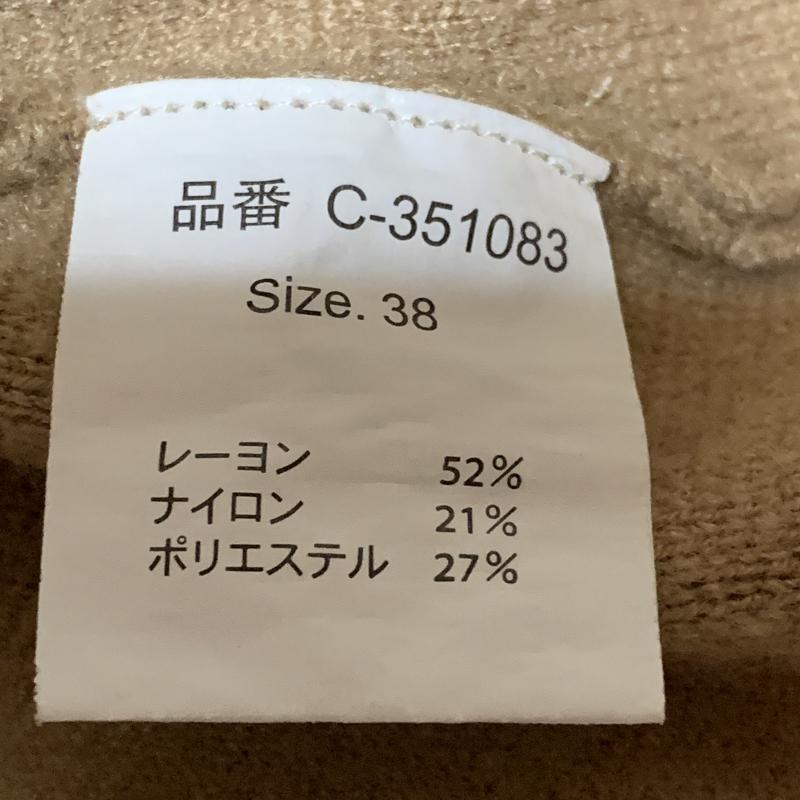 品番 C-351083
Size. 38
レーヨン 52%
ナイロン 21%
ポリエステル 27%